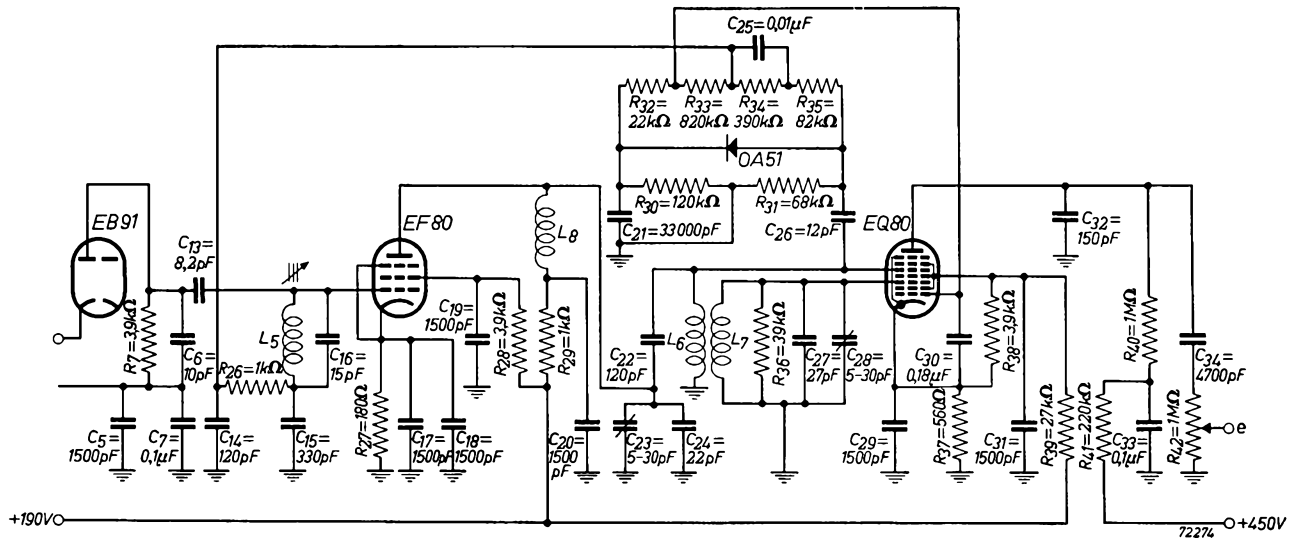 C25=0,01µF
R32=
22kΩ
R33=
820kΩ
R34=
390kΩ
R35=
82kΩ
OA51
EB91
C13=
8,2pF
EF80
L8
R30=120kΩ
R31=68kΩ
C21=33000pF
C26=12pF
EQ80
C32=
150pF
R7=3,9kΩ
C6=
10pF
L5
C16=
15pF
R26=1kΩ
C19=
1500pF
R28=3,9kΩ
R29=1kΩ
C22=
120pF
L6
L7
R36=39kΩ
C27=
27pF
C28=
5-30pF
C30=
0,18µF
R38=3,9kΩ
R40=1MΩ
C34=
4700pF
C5=
1500pF
C7=
0,1µF
C14=
120pF
C15=
330pF
R27=180Ω
C17=
1500pF
C18=
1500pF
C20=
1500
pF
C23=
5-30pF
C24=
22pF
C29=
1500pF
R37=560Ω
C31=
1500pF
R39=27kΩ
R41=220kΩ
C33=
0,1µF
R42=1MΩ
e
+190V
72274
+450V